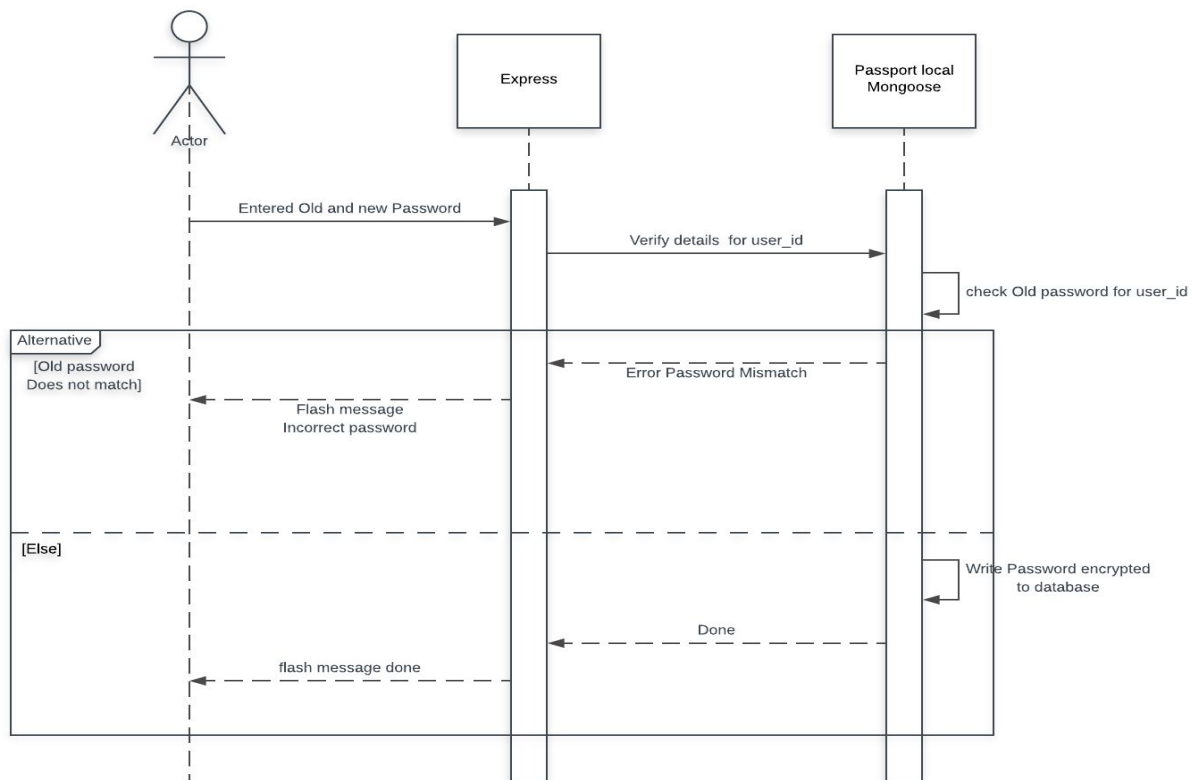 Express
Passport local
Mongoose
Actor
Entered Old and new Password
Verify details for user_id
check Old password for user_id
Alternative
[Old password
Does not match]
Error Password Mismatch
Flash message
Incorrect password
[Else]
Write Password encrypted
to database
Done
flash message done